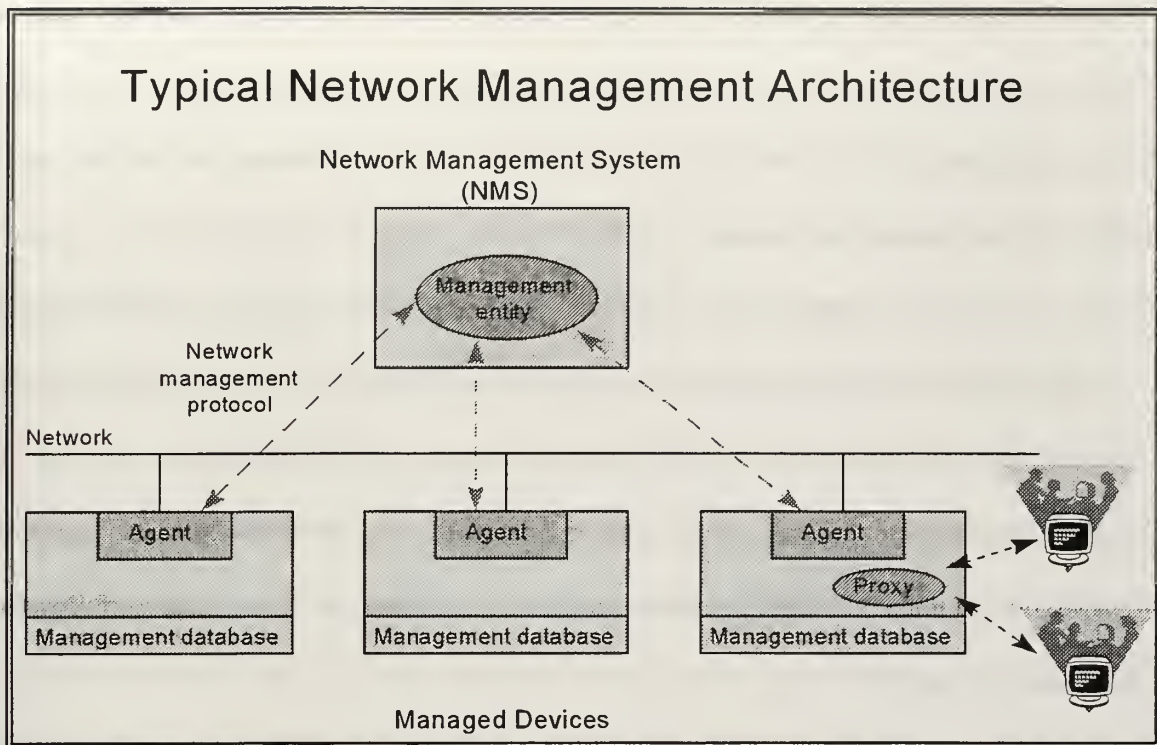 Typical Network Management Architecture
Network Management System
(NMS)
Management
entity
Network
management
protocol
Network
Agent
Agent
Agent
Proxy
Management database
Management database
Management database
Managed Devices